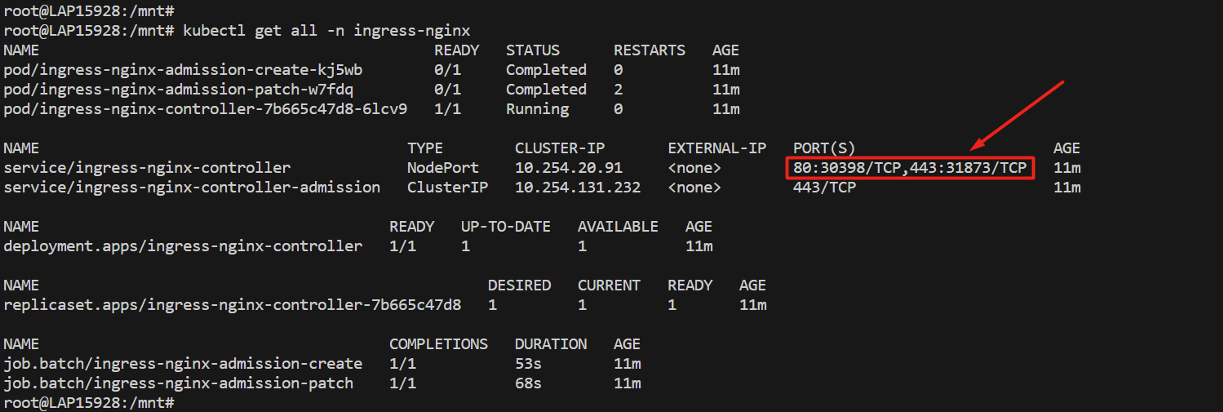 root@LAP15928:/mnt#
root@LAP15928:/mnt# kubectl get all -n ingress-nginx
NAME READY STATUS RESTARTS AGE
pod/ingress-nginx-admission-create-kj5wb 0/1 Completed 0 11m
pod/ingress-nginx-admission-patch-w7fdq 0/1 Completed 2 11m
pod/ingress-nginx-controller-7b665c47d8-6lcv9 1/1 Running 0 11m
NAME TYPE CLUSTER-IP EXTERNAL-IP PORT(S) AGE
service/ingress-nginx-controller NodePort 10.254.20.91 <none> 80:30398/TCP,443:31873/TCP 11m
service/ingress-nginx-controller-admission ClusterIP 10.254.131.232 <none> 443/TCP 11m
NAME READY UP-TO-DATE AVAILABLE AGE
deployment.apps/ingress-nginx-controller 1/1 1 1 11m
NAME DESIRED CURRENT READY AGE
replicaset.apps/ingress-nginx-controller-7b665c47d8 1 1 1 11m
NAME COMPLETIONS DURATION AGE
job.batch/ingress-nginx-admission-create 1/1 53s 11m
job.batch/ingress-nginx-admission-patch 1/1 68s 11m
root@LAP15928:/mnt#